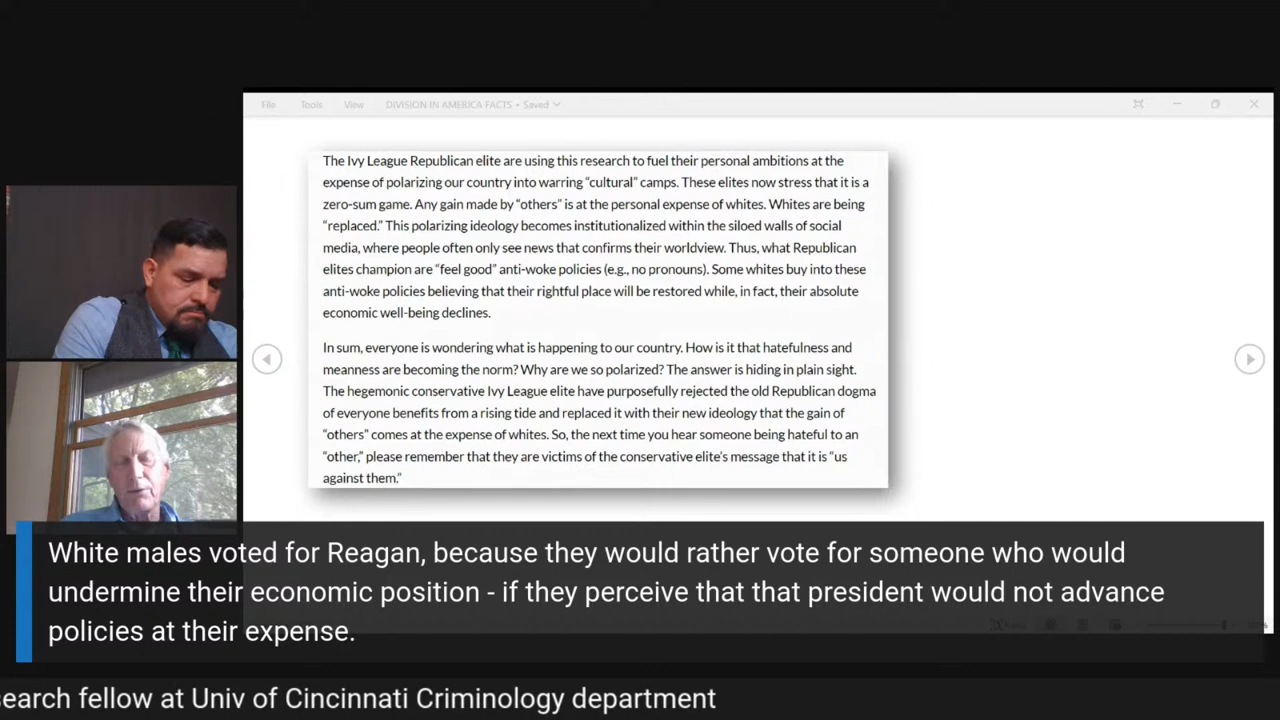 File Tools View DIVISION IN AMERICA FACTS • Saved
The Ivy League Republican elite are using this research to fuel their personal ambitions at the
expense of polarizing our country into warring “cultural” camps. These elites now stress that it is a
zero-sum game. Any gain made by “others” is at the personal expense of whites. Whites are being
“replaced.” This polarizing ideology becomes institutionalized within the siloed walls of social
media, where people often only see news that confirms their worldview. Thus, what Republican
elites champion are “feel good” anti-woke policies (e.g., no pronouns). Some whites buy into these
anti-woke policies believing that their rightful place will be restored while, in fact, their absolute
economic well-being declines.
In sum, everyone is wondering what is happening to our country. How is it that hatefulness and
meanness are becoming the norm? Why are we so polarized? The answer is hiding in plain sight.
The hegemonic conservative Ivy League elite have purposefully rejected the old Republican dogma
of everyone benefits from a rising tide and replaced it with their new ideology that the gain of
“others” comes at the expense of whites. So, the next time you hear someone being hateful to an
“other,” please remember that they are victims of the conservative elite’s message that it is “us
against them.”
White males voted for Reagan, because they would rather vote for someone who would
undermine their economic position - if they perceive that that president would not advance
policies at their expense.
search fellow at Univ of Cincinnati Criminology department